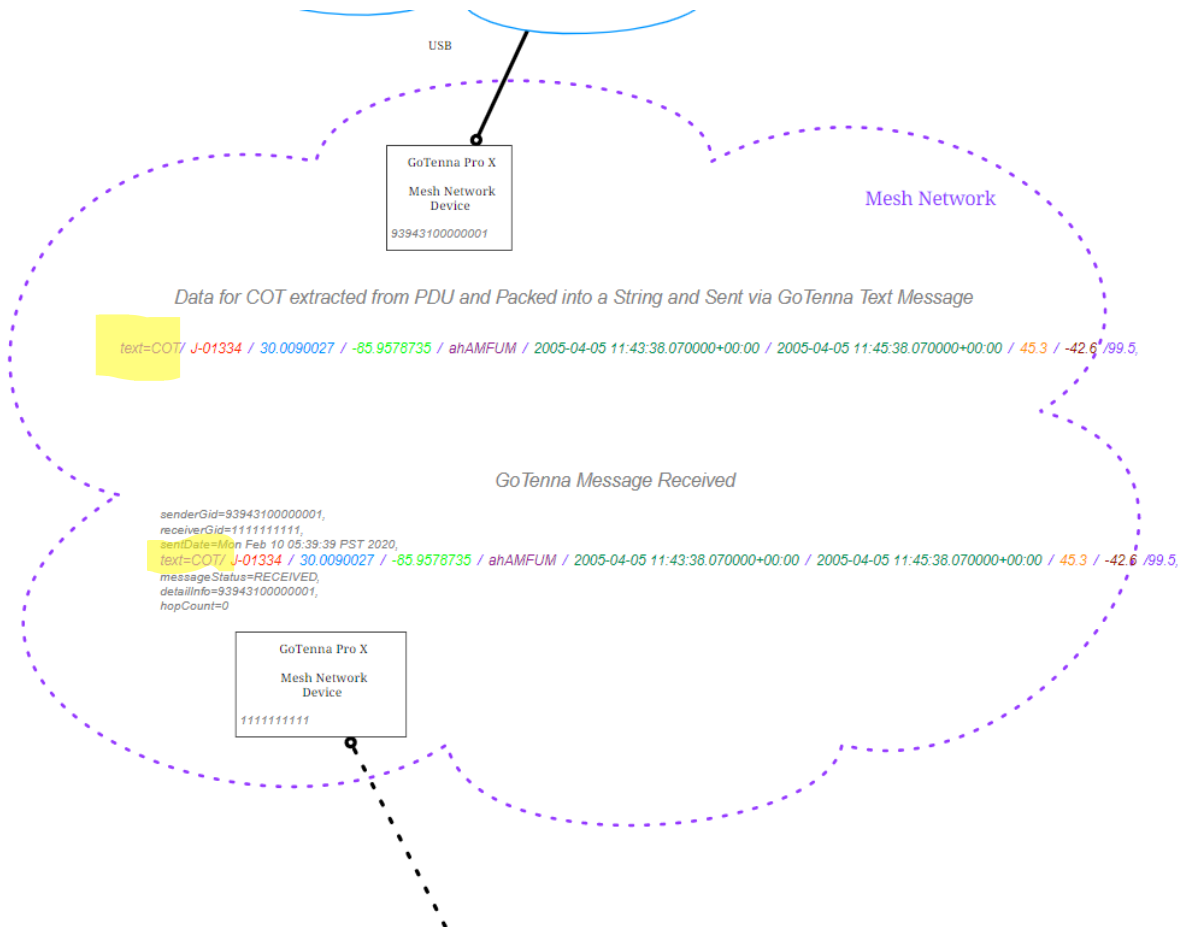 USB
GoTenna Pro X
Mesh Network
Device
93943100000001
Mesh Network
Data for COT extracted from PDU and Packed into a String and Sent via GoTenna Text Message
text=COT/ J-01334 / 30.0090027 / -85.9578735 / ahAMFUM / 2005-04-05 11:43:38.070000+00:00 / 2005-04-05 11:45:38.070000+00:00 / 45.3 / -42.6 /99.5,
GoTenna Message Received
senderGid=93943100000001,
receiverGid=1111111111,
sentDate=Mon Feb 10 05:39:39 PST 2020,
text=COT/ J-01334 / 30.0090027 / -85.9578735 / ahAMFUM / 2005-04-05 11:43:38.070000+00:00 / 2005-04-05 11:45:38.070000+00:00 / 45.3 / -42.6 /99.5,
messageStatus=RECEIVED,
detailInfo=93943100000001,
hopCount=0
GoTenna Pro X
Mesh Network
Device
1111111111